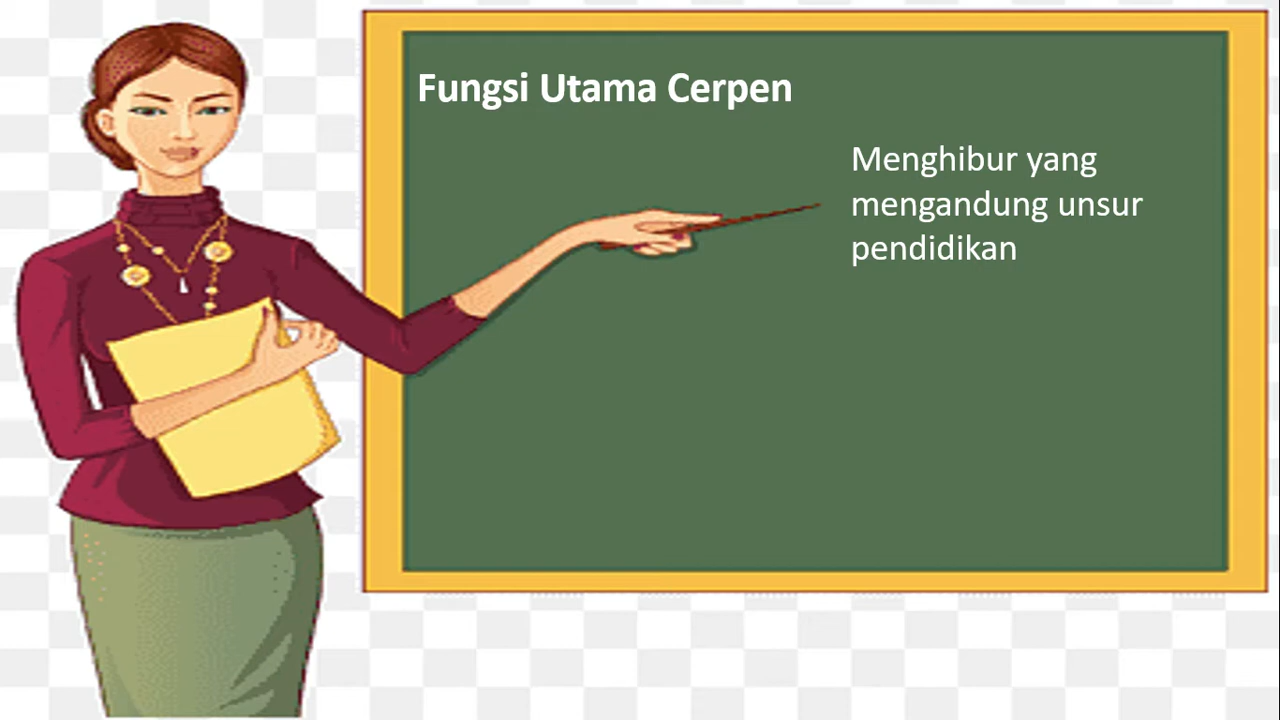 Fungsi Utama Cerpen
Menghibur yang
mengandung unsur
pendidikan